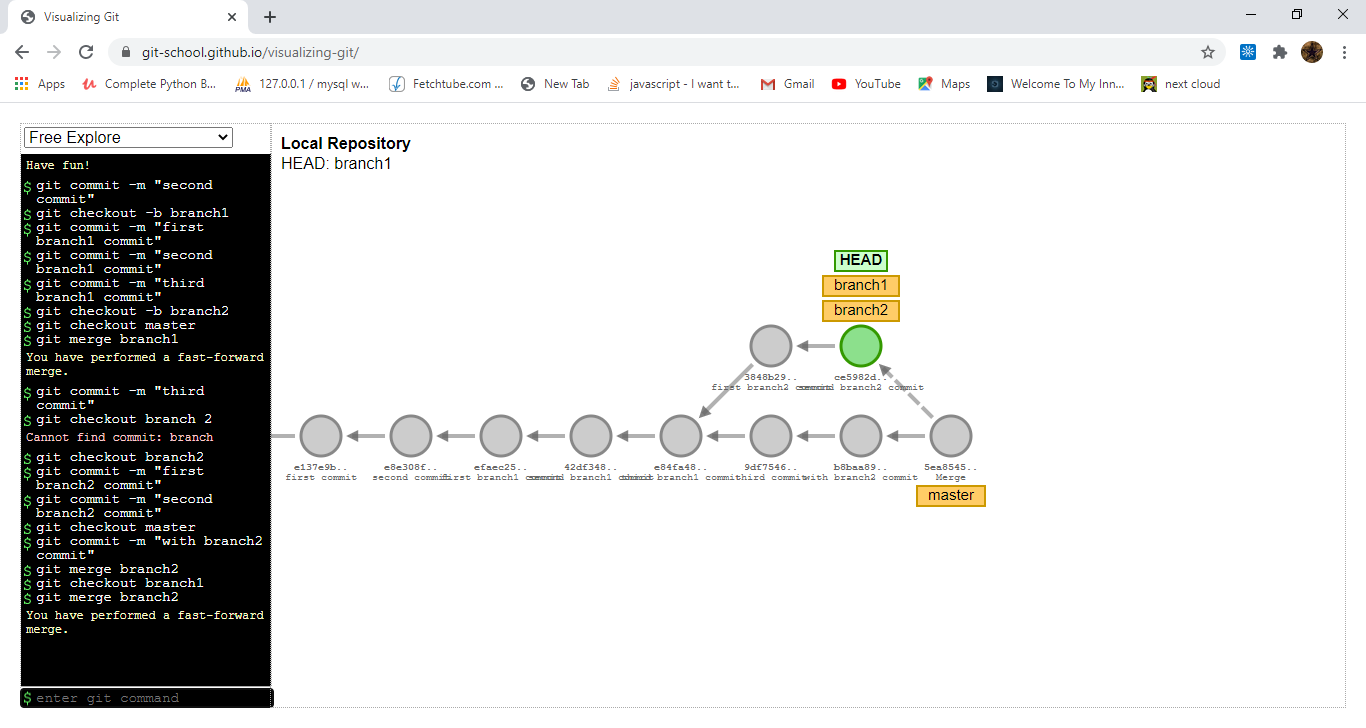 Visualizing Git
git-school.github.io/visualizing-git/
Apps Complete Python B... 127.0.0.1 / mysql w... Fetchtube.com ... New Tab javascript - I want t... Gmail YouTube Maps Welcome To My Inn... next cloud
PMA
Free Explore
Have fun!
$ git commit -m "second
commit"
$ git checkout -b branch1
$ git commit -m "first
branch1 commit"
$ git commit -m "second
branch1 commit"
$ git commit -m "third
branch1 commit"
$ git checkout -b branch2
$ git checkout master
$ git merge branch1
You have performed a fast-forward
merge.
$ git commit -m "third
commit"
$ git checkout branch 2
Cannot find commit: branch
$ git checkout branch2
$ git commit -m "first
branch2 commit"
$ git commit -m "second
branch2 commit"
$ git checkout master
$ git commit -m "with branch2
commit"
$ git merge branch2
$ git checkout branch1
$ git merge branch2
You have performed a fast-forward
merge.
$ enter git command
Local Repository
HEAD: branch1
HEAD
branch1
branch2
3848b29.. ce5982d..
first branch2 commit second branch2 commit
e137e9b.. e8e308f.. efaec25.. 42df348.. e84fa48.. 9df7546.. b8baa89.. 5ea8545..
first commit second commit first branch1 commit second branch1 commit third branch1 commit third commit with branch2 commit Merge
master